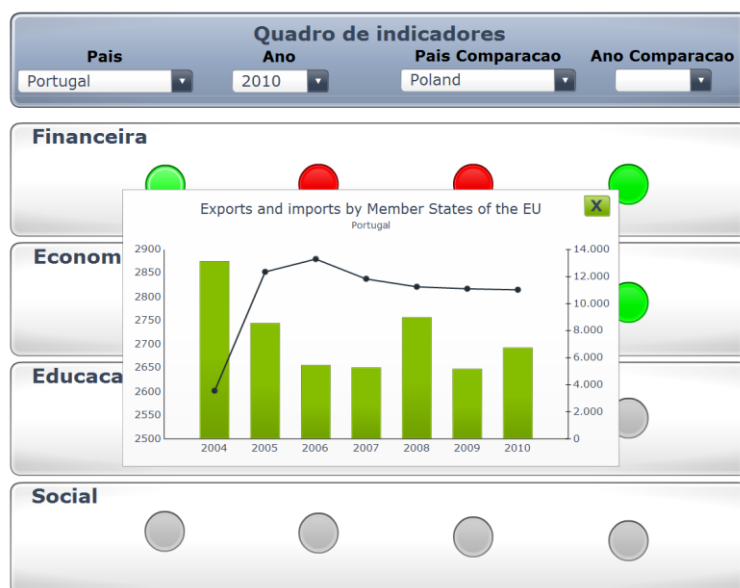 Quadro de indicadores
Pais Ano Pais Comparacao Ano Comparacao
Portugal 2010 Poland
Financeira
Exports and imports by Member States of the EU X
Portugal
2900 14.000
2850 12.000
2800 10.000
2750 8.000
2700 6.000
2650 4.000
2600 2.000
2550 0
2500
2004 2005 2006 2007 2008 2009 2010
Econom
Educaca
Social